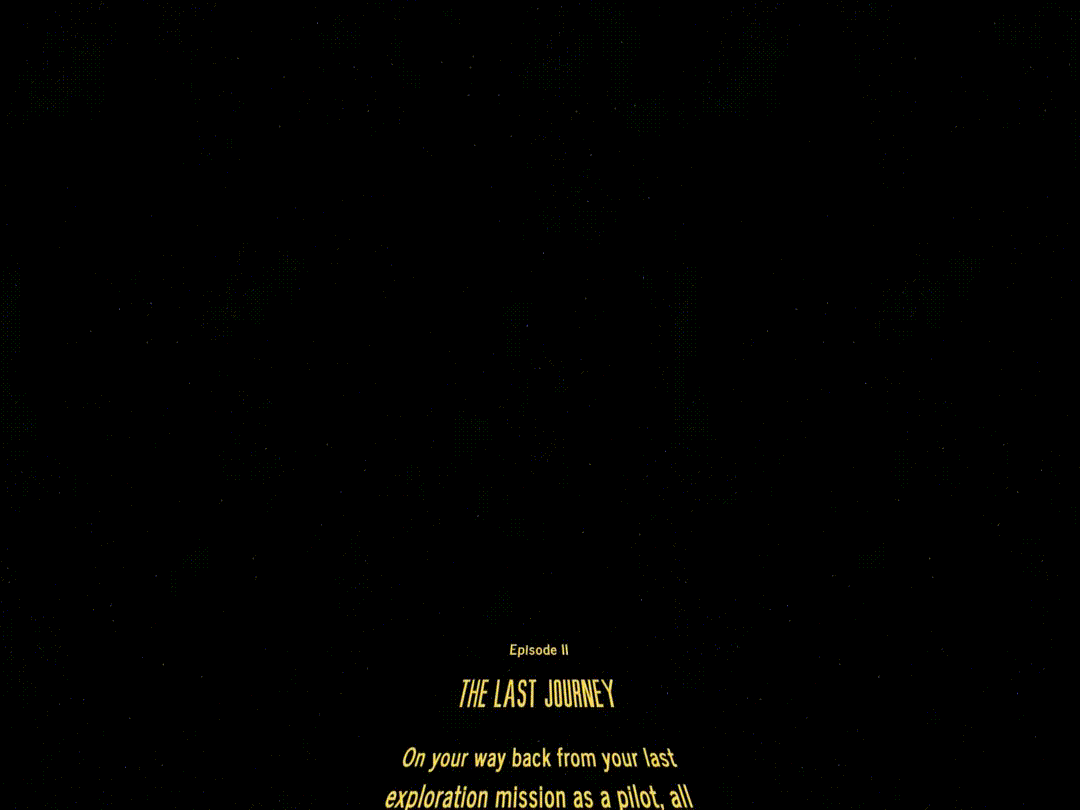 Episode II
THE LAST JOURNEY
On your way back from your last
exploration mission as a pilot, all